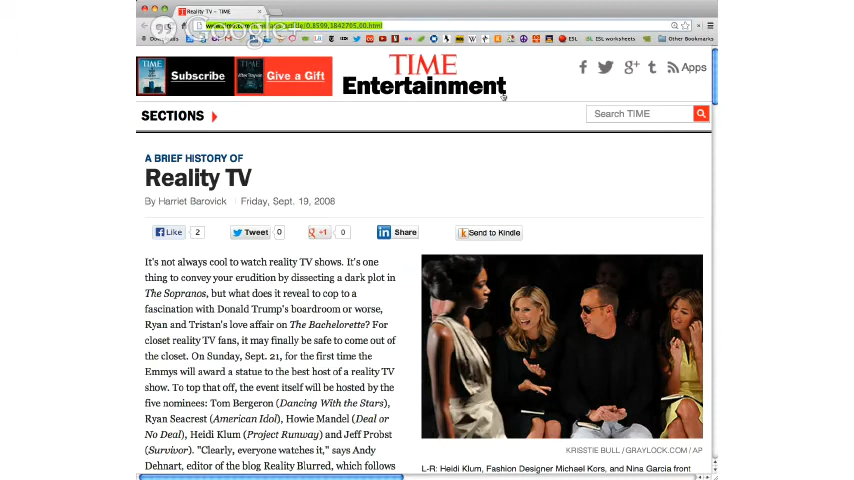 Reality TV – TIME
Google
Other Bookmarks
ESL
ESL worksheets
Subscribe
Give a Gift
TIME
Entertainment
Apps
SECTIONS
Search TIME
A BRIEF HISTORY OF
Reality TV
By Harriet Barovick | Friday, Sept. 19, 2008
Like 2
Tweet 0
+1 0
Share
Send to Kindle
It's not always cool to watch reality TV shows. It's one
thing to convey your erudition by dissecting a dark plot in
The Sopranos, but what does it reveal to cop to a
fascination with Donald Trump's boardroom or worse,
Ryan and Tristan's love affair on The Bachelorette? For
closet reality TV fans, it may finally be safe to come out of
the closet. On Sunday, Sept. 21, for the first time the
Emmys will award a statue to the best host of a reality TV
show. To top that off, the event itself will be hosted by the
five nominees: Tom Bergeron (Dancing With the Stars),
Ryan Seacrest (American Idol), Howie Mandel (Deal or
No Deal), Heidi Klum (Project Runway) and Jeff Probst
(Survivor). "Clearly, everyone watches it," says Andy
Dehnart, editor of the blog Reality Blurred, which follows
KRISSTIE BULL / GRAYLOCK.COM / AP
L-R: Heidi Klum, Fashion Designer Michael Kors, and Nina Garcia front